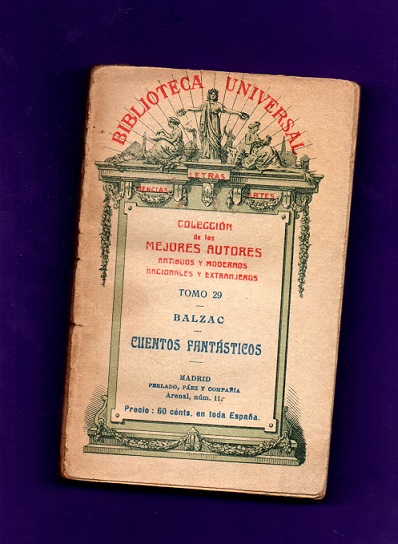 BIBLIOTECA UNIVERSAL
LETRAS
CIENCIAS ARTES
COLECCIÓN
de los
MEJORES AUTORES
ANTIGUOS Y MODERNOS
NACIONALES Y EXTRANJEROS
TOMO 29
BALZAC
CUENTOS FANTÁSTICOS
MADRID
PERLADO, PÁEZ Y COMPAÑIA
Arenal, núm. 11.
Precio: 60 cénts. en toda España.